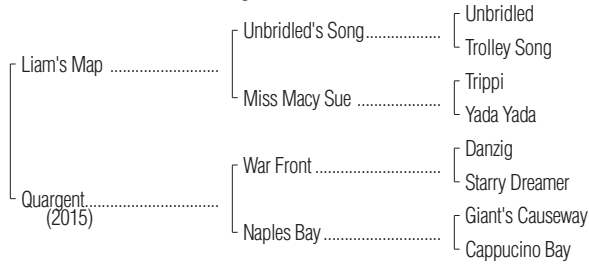 Unbridled
Unbridled's Song..................
Trolley Song
Liam's Map ..........................
Trippi
Miss Macy Sue ....................
Yada Yada
Danzig
War Front ..............................
Starry Dreamer
Quargent................................
(2015)
Giant's Causeway
Naples Bay ............................
Cappucino Bay